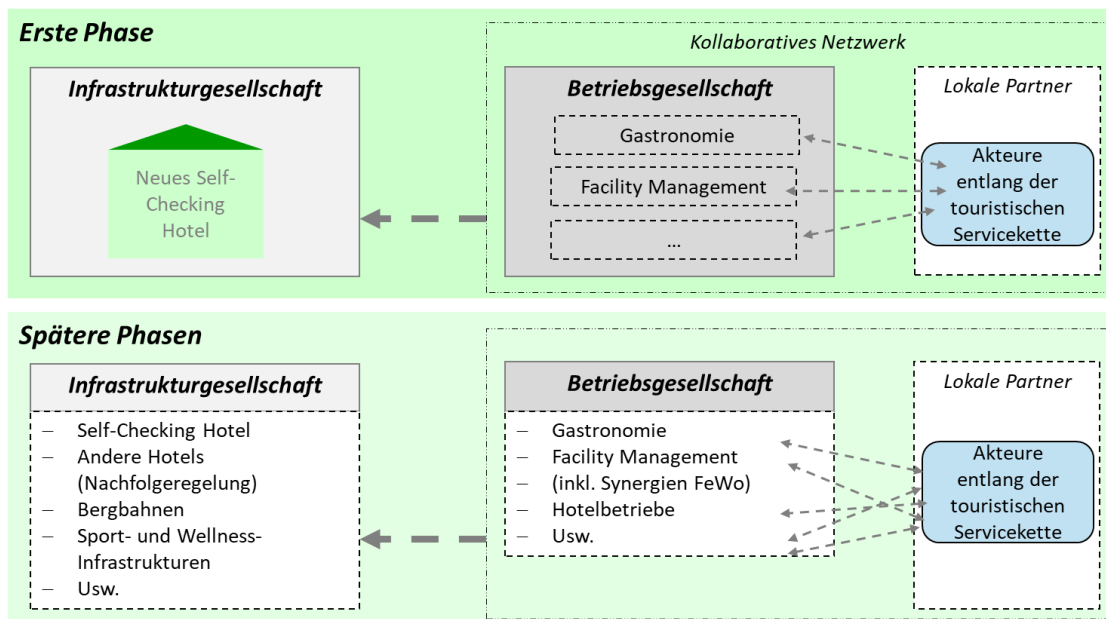 Erste Phase
Kollaboratives Netzwerk
Infrastrukturgesellschaft
Neues Self-
Checking
Hotel
Betriebsgesellschaft
Gastronomie
Facility Management
...
Lokale Partner
Akteure
entlang der
touristischen
Servicekette
Spätere Phasen
Infrastrukturgesellschaft
– Self-Checking Hotel
– Andere Hotels
(Nachfolgeregelung)
– Bergbahnen
– Sport- und Wellness-
Infrastrukturen
– Usw.
Betriebsgesellschaft
– Gastronomie
– Facility Management
– (inkl. Synergien FeWo)
– Hotelbetriebe
– Usw.
Lokale Partner
Akteure
entlang der
touristischen
Servicekette